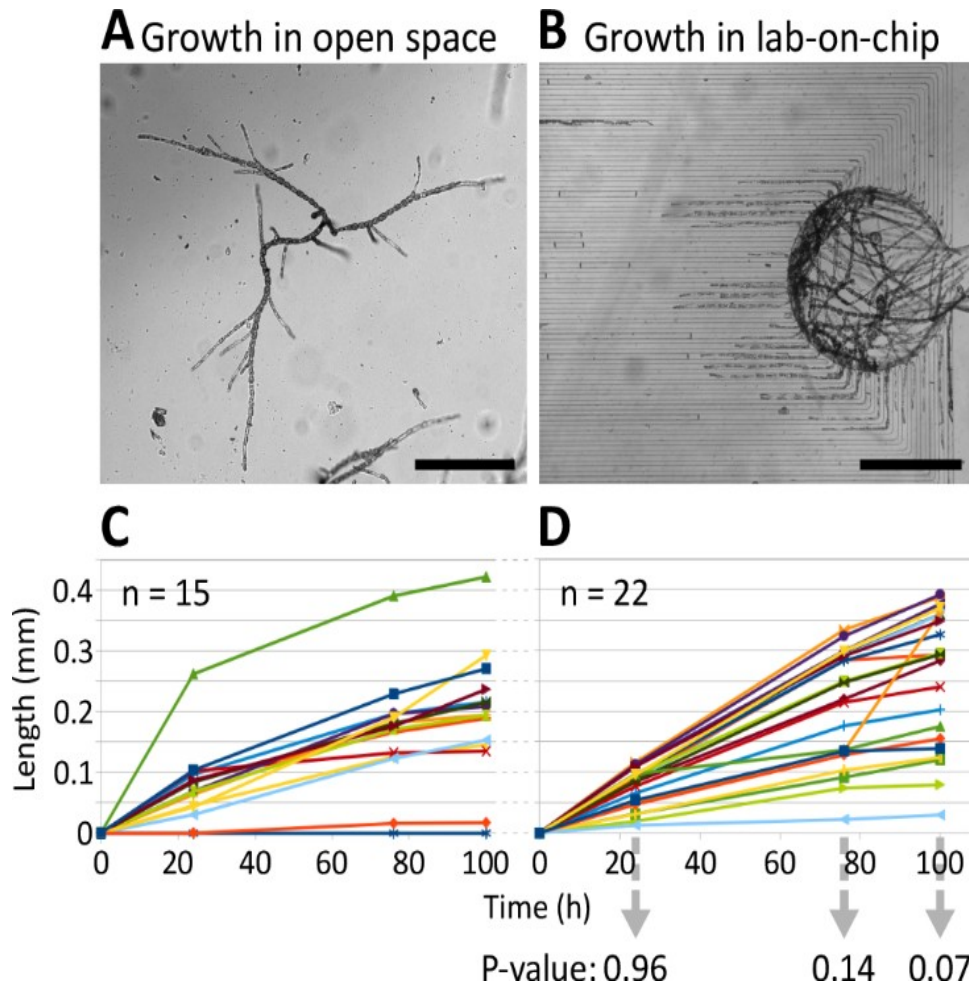 A Growth in open space
B Growth in lab-on-chip
C
D
n = 15
n = 22
Length (mm)
0.4
0.3
0.2
0.1
0
0 20 40 60 80 100
0 20 40 60 80 100
Time (h)
P-value: 0.96 0.14 0.07